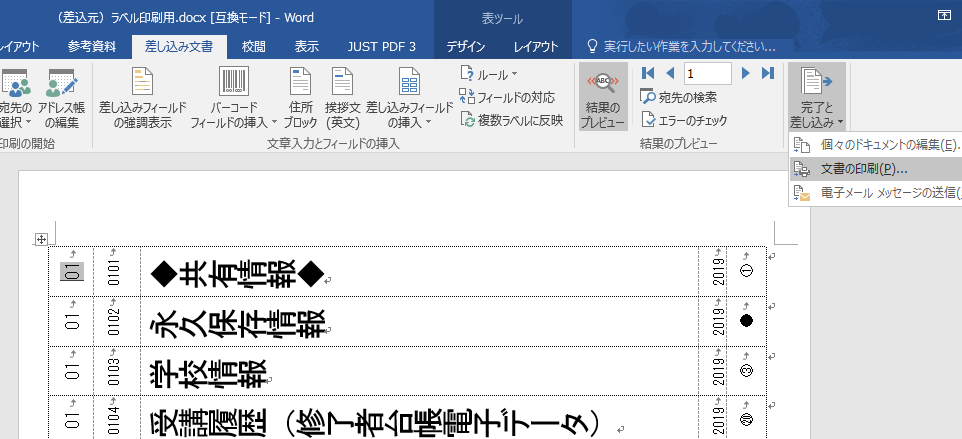 （差込元）ラベル印刷用.docx [互換モード] - Word
表ツール
イアウト 参考資料 差し込み文書 校閲 表示 JUST PDF 3 デザイン レイアウト 実行したい作業を入力してください...
宛先の選択
アドレス帳の編集
印刷の開始
差し込みフィールドの強調表示
バーコードフィールドの挿入
住所ブロック
挨拶文(英文)
差し込みフィールドの挿入
ルール
フィールドの対応
複数ラベルに反映
文章入力とフィールドの挿入
ABC
結果のプレビュー
1
宛先の検索
エラーのチェック
結果のプレビュー
完了と差し込み
個々のドキュメントの編集(E)...
文書の印刷(P)...
電子メール メッセージの送信(
01 0101 ◆共有情報◆ 2019 ①
01 0102 永久保存情報 2019 ●
01 0103 学校情報 2019 ③
01 0104 受講履歴（修了者台帳電子データ） 2019 ⑳